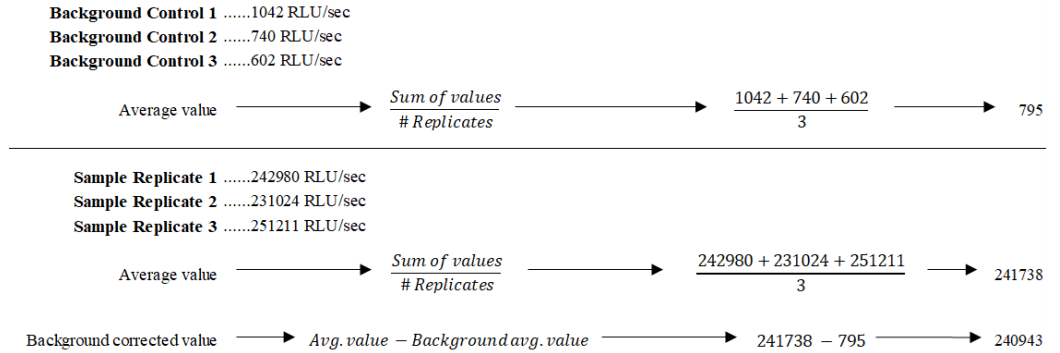 Background Control 1 ......1042 RLU/sec
Background Control 2 ......740 RLU/sec
Background Control 3 ......602 RLU/sec
Average value Sum of values / # Replicates 1042 + 740 + 602 / 3 795
Sample Replicate 1 ......242980 RLU/sec
Sample Replicate 2 ......231024 RLU/sec
Sample Replicate 3 ......251211 RLU/sec
Average value Sum of values / # Replicates 242980 + 231024 + 251211 / 3 241738
Background corrected value Avg. value − Background avg. value 241738 − 795 240943